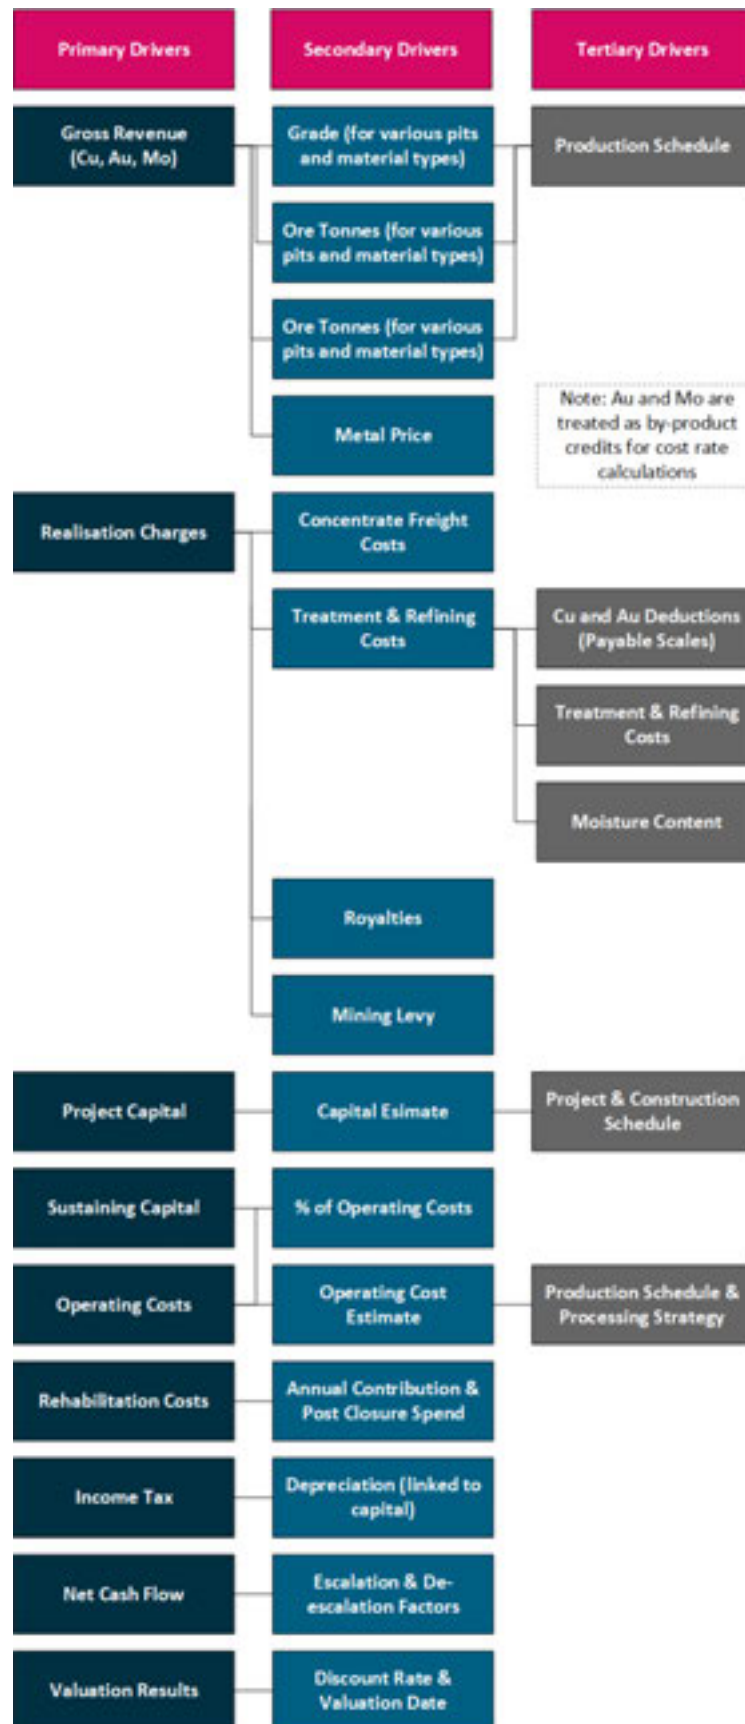 Primary Drivers
Secondary Drivers
Tertiary Drivers
Gross Revenue
(Cu, Au, Mo)
Grade (for various pits
and material types)
Production Schedule
Ore Tonnes (for various
pits and material types)
Ore Tonnes (for various
pits and material types)
Metal Price
Note: Au and Mo are
treated as by-product
credits for cost rate
calculations
Realisation Charges
Concentrate Freight
Costs
Treatment & Refining
Costs
Cu and Au Deductions
(Payable Scales)
Treatment & Refining
Costs
Moisture Content
Royalties
Mining Levy
Project Capital
Capital Esimate
Project & Construction
Schedule
Sustaining Capital
% of Operating Costs
Operating Costs
Operating Cost
Estimate
Production Schedule &
Processing Strategy
Rehabilitation Costs
Annual Contribution &
Post Closure Spend
Income Tax
Depreciation (linked to
capital)
Net Cash Flow
Escalation & De-
escalation Factors
Valuation Results
Discount Rate &
Valuation Date